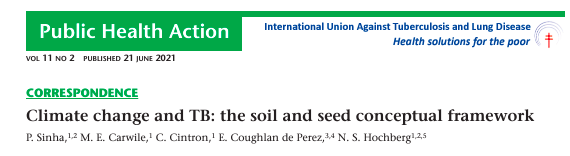 Public Health Action
International Union Against Tuberculosis and Lung Disease
Health solutions for the poor
VOL 11 NO 2 PUBLISHED 21 JUNE 2021
CORRESPONDENCE
Climate change and TB: the soil and seed conceptual framework
P. Sinha,1,2 M. E. Carwile,1 C. Cintron,1 E. Coughlan de Perez,3,4 N. S. Hochberg1,2,5